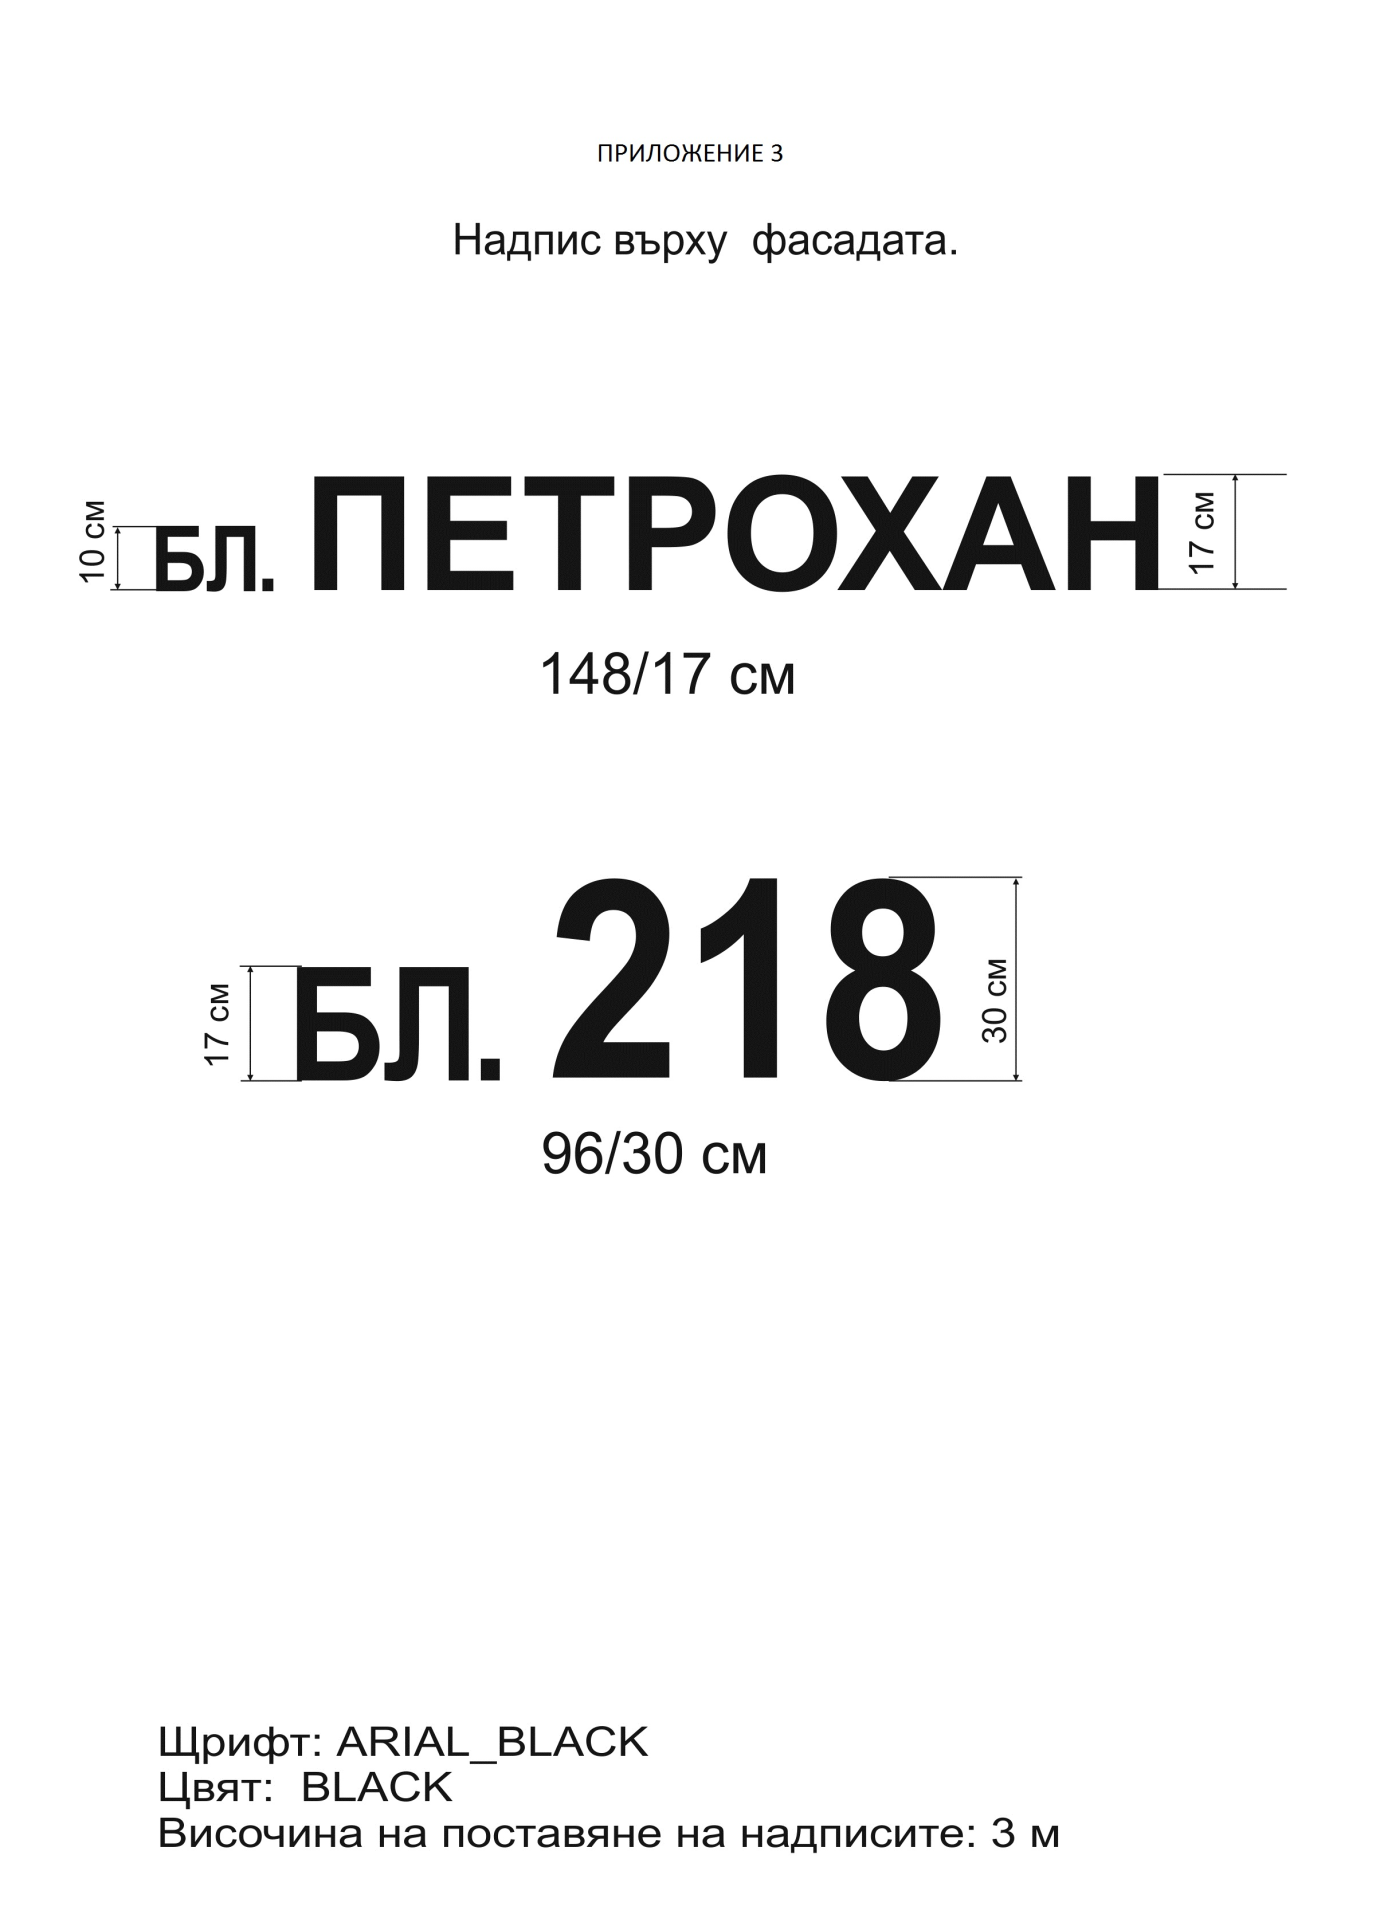 ПРИЛОЖЕНИЕ 3
Надпис върху фасадата.
10 см
БЛ. ПЕТРОХАН
17 см
148/17 см
17 см
БЛ. 218
30 см
96/30 см
Щрифт: ARIAL_BLACK
Цвят: BLACK
Височина на поставяне на надписите: 3 м